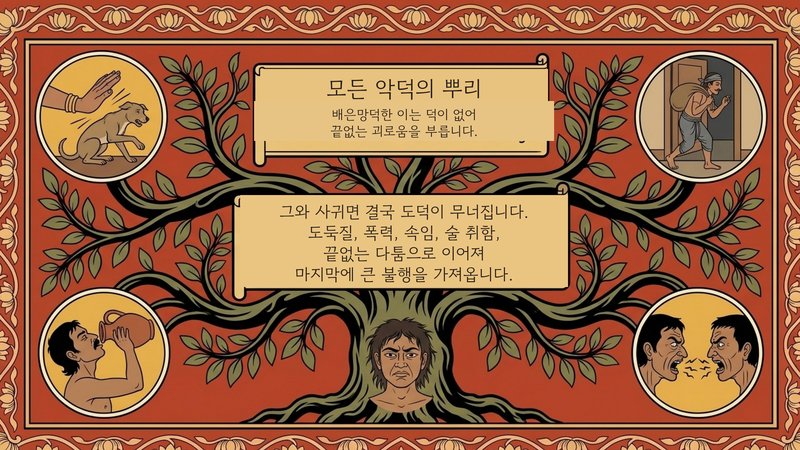 모든 악덕의 뿌리
배은망덕한 이는 덕이 없어
끝없는 괴로움을 부릅니다.
그와 사귀면 결국 도덕이 무너집니다.
도둑질, 폭력, 속임, 술 취함,
끝없는 다툼으로 이어져
마지막에 큰 불행을 가져옵니다.